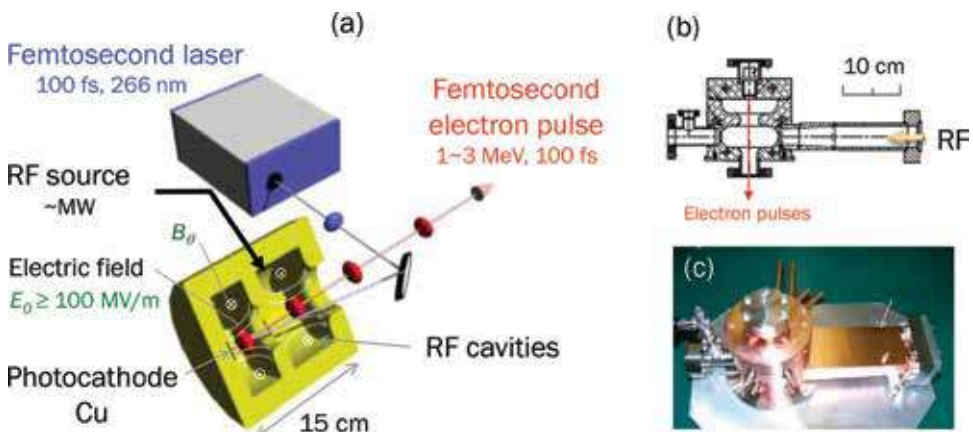 (a)
Femtosecond laser
100 fs, 266 nm
Femtosecond
electron pulse
1~3 MeV, 100 fs
RF source
~MW
Bθ
Electric field
E₀ ≥ 100 MV/m
Photocathode
Cu
RF cavities
15 cm
(b)
10 cm
RF
Electron pulses
(c)